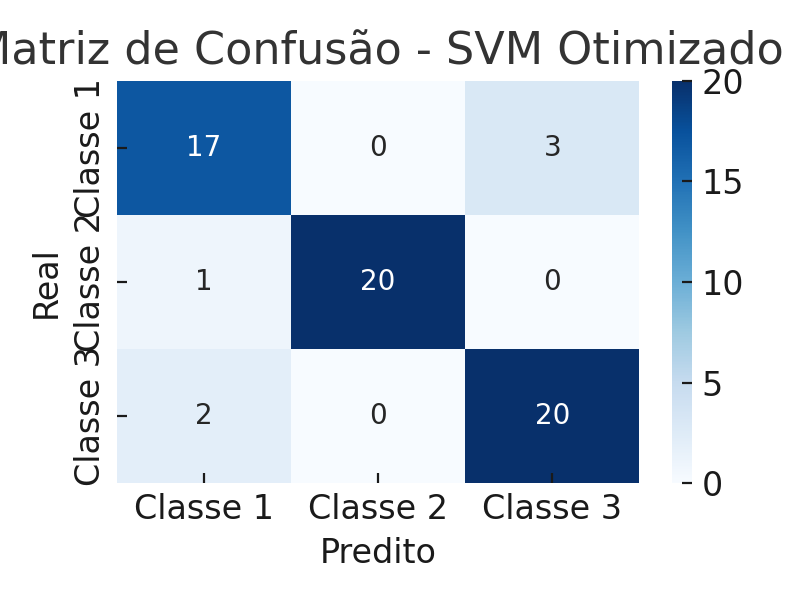 Matriz de Confusão - SVM Otimizado
Real
Classe 1
Classe 2
Classe 3
17 0 3
1 20 0
2 0 20
Classe 1 Classe 2 Classe 3
Predito
20
15
10
5
0